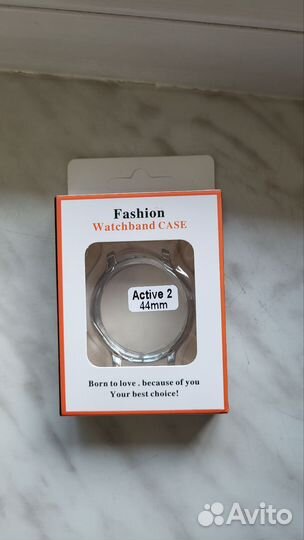 Fashion
Watchband CASE
Active 2
44mm
Born to love . because of you
Your best choice!
Avito